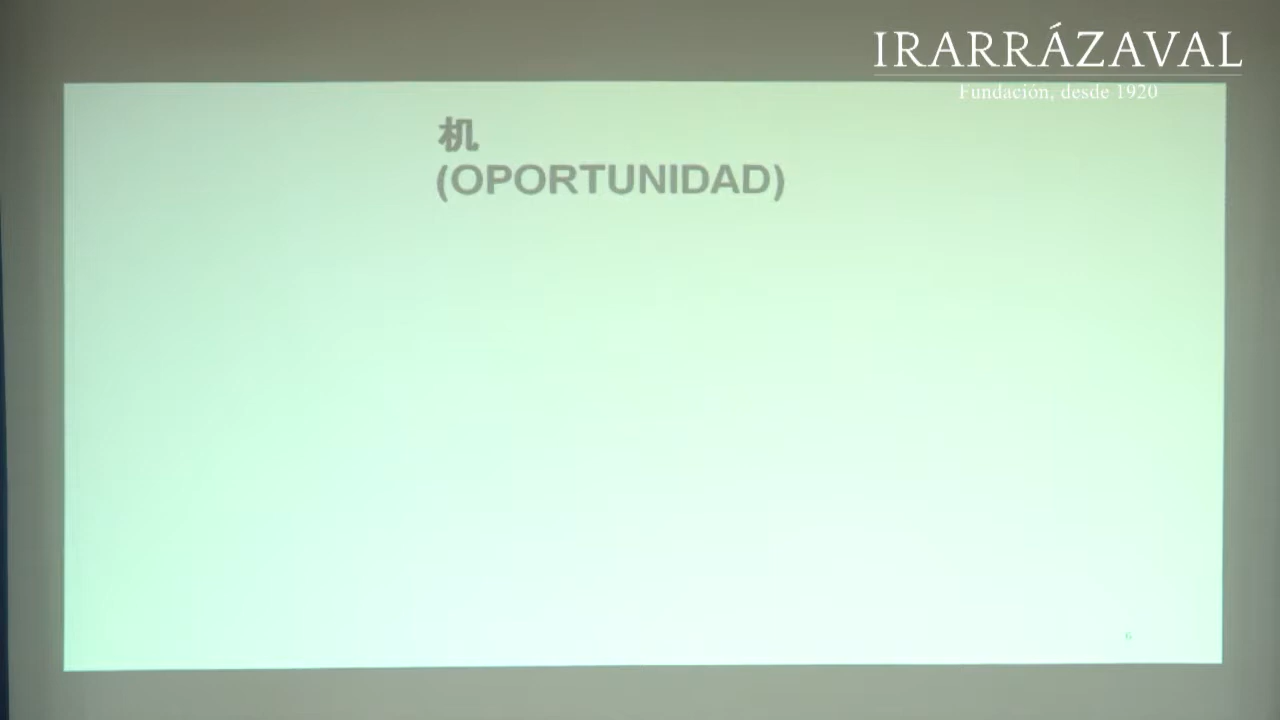 IRARRÁZAVAL
Fundación, desde 1920
机
(OPORTUNIDAD)
6